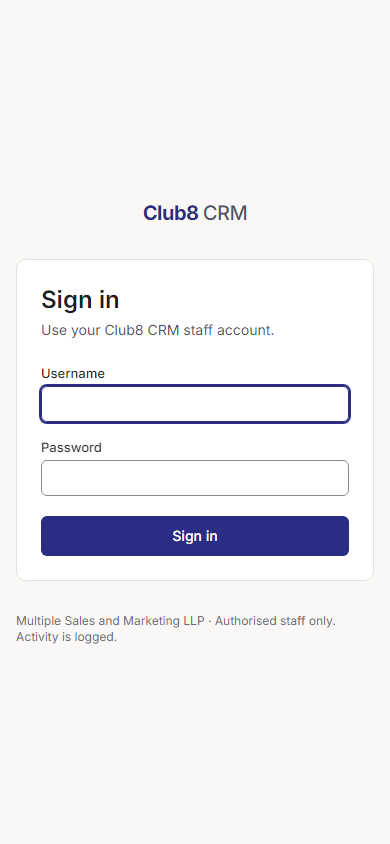 Club8 CRM
Sign in
Use your Club8 CRM staff account.
Username
Password
Sign in
Multiple Sales and Marketing LLP · Authorised staff only.
Activity is logged.